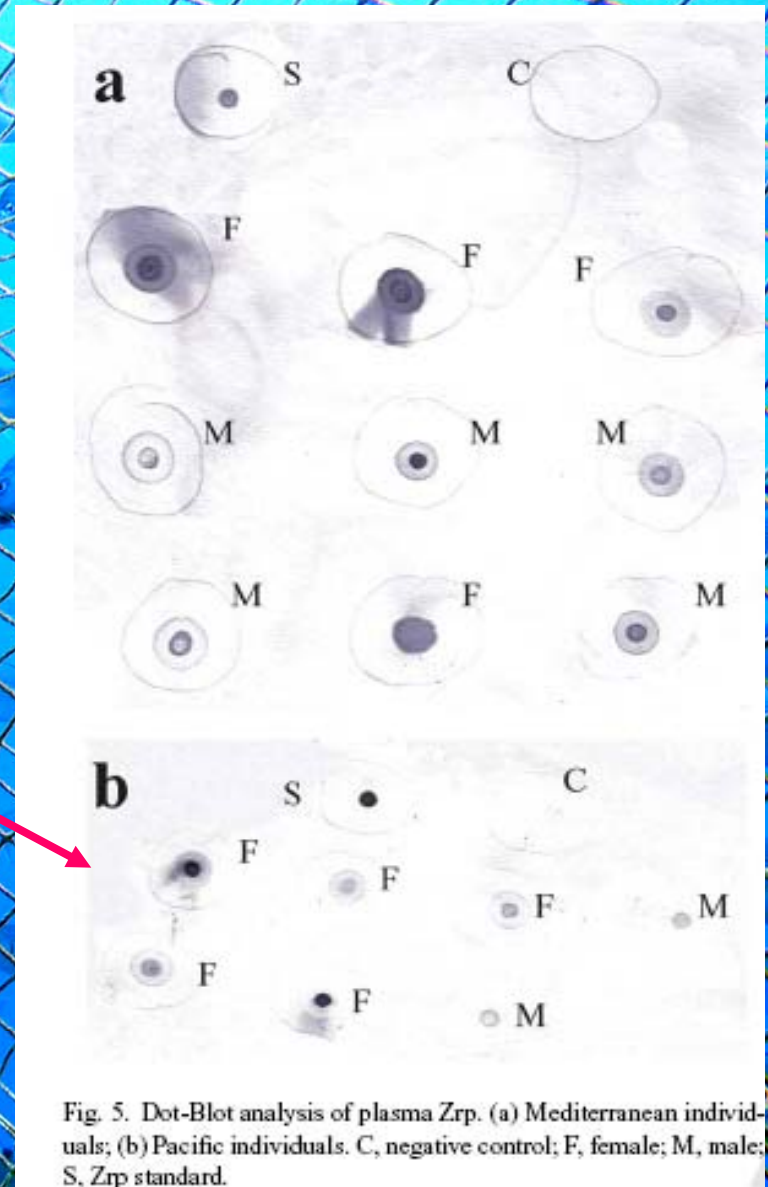 a S C
F F F
M M M
M F M
b S C
F F F M
F F M
Fig. 5. Dot-Blot analysis of plasma Zrp. (a) Mediterranean individ-
uals; (b) Pacific individuals. C, negative control; F, female; M, male;
S, Zrp standard.